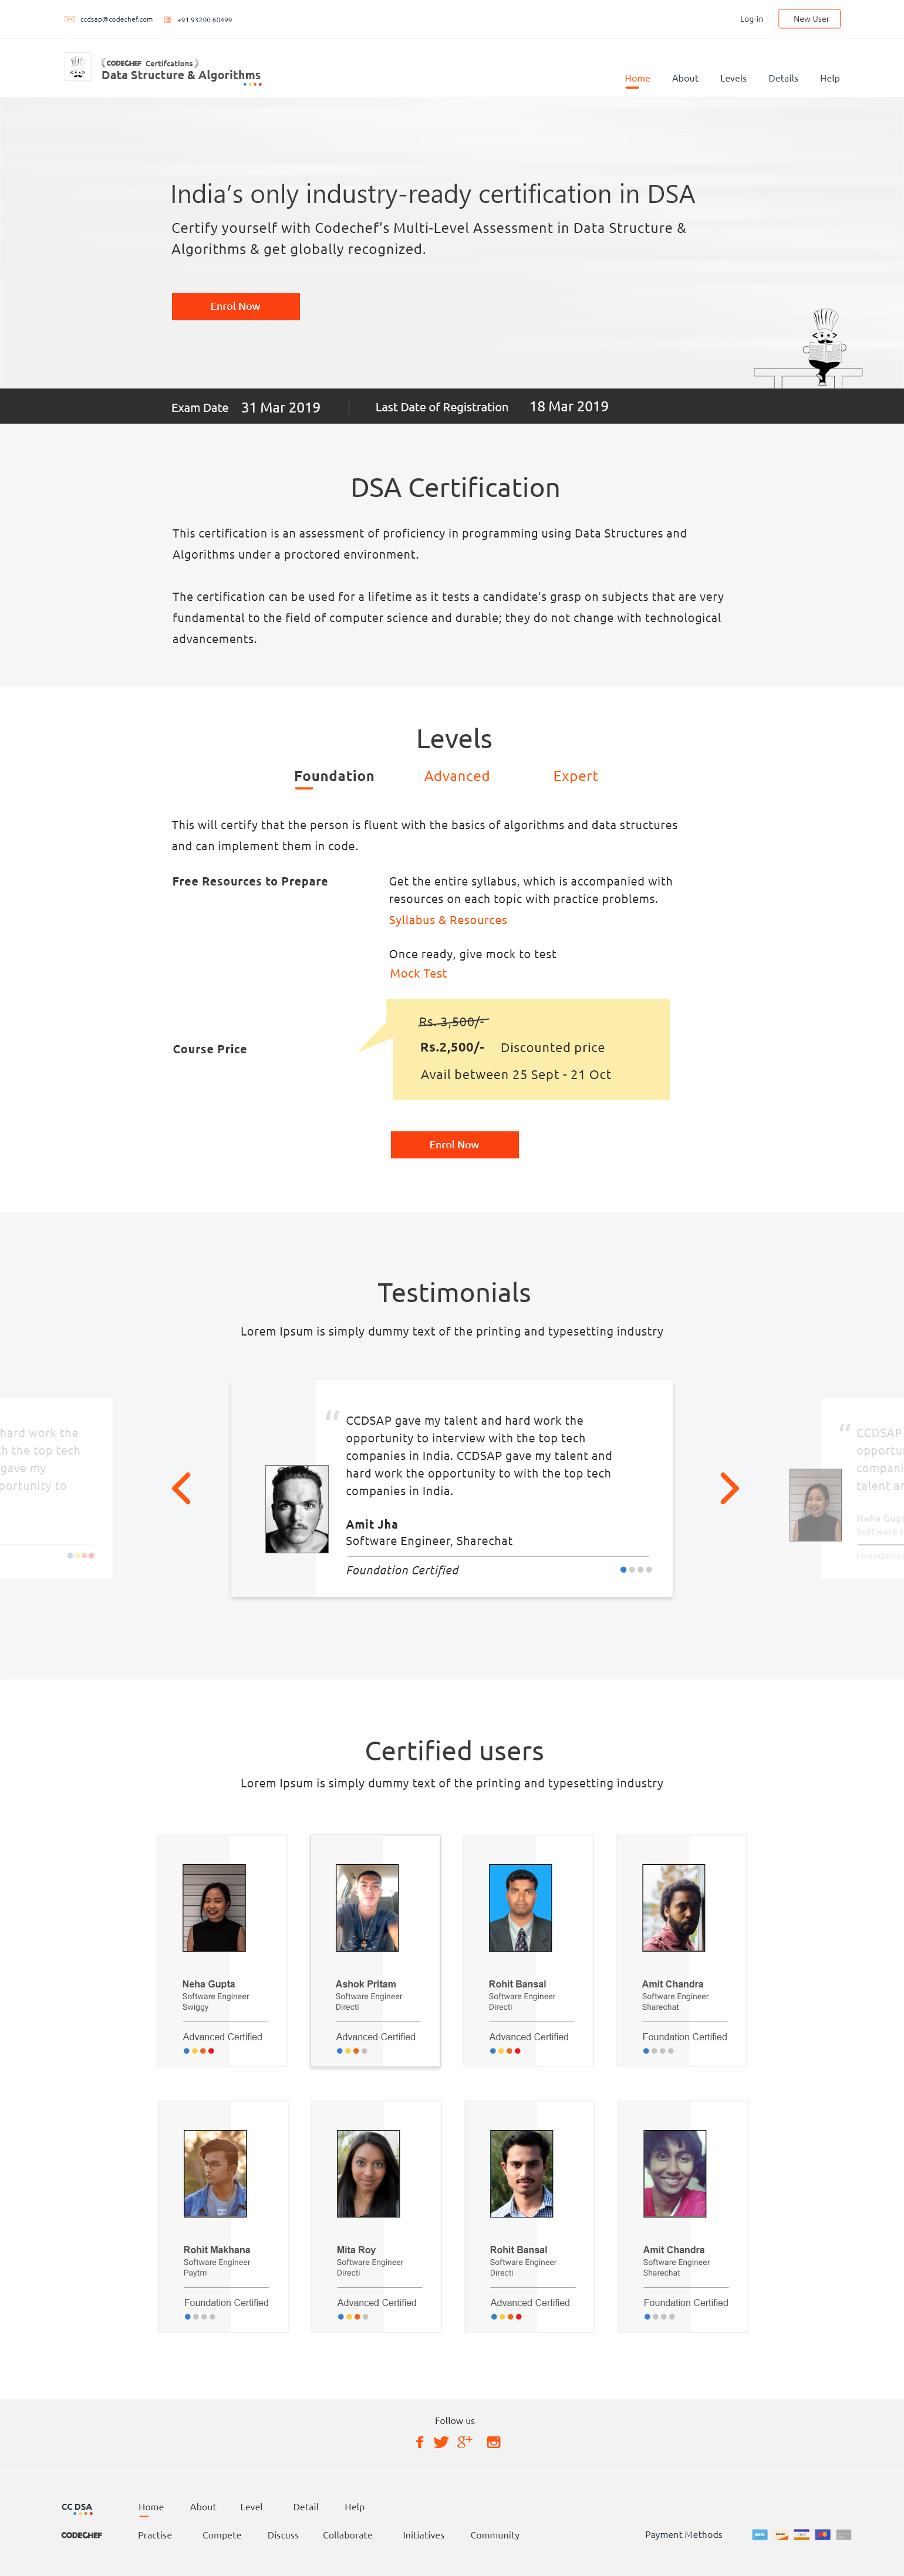 ccdsap@codechef.com +91 93200 60499 Log-in New User
CODECHEF Certifcations
Data Structure & Algorithms
Home About Levels Details Help
India's only industry-ready certification in DSA
Certify yourself with Codechef's Multi-Level Assessment in Data Structure &
Algorithms & get globally recognized.
Enrol Now
Exam Date 31 Mar 2019 Last Date of Registration 18 Mar 2019
DSA Certification
This certification is an assessment of proficiency in programming using Data Structures and
Algorithms under a proctored environment.
The certification can be used for a lifetime as it tests a candidate's grasp on subjects that are very
fundamental to the field of computer science and durable; they do not change with technological
advancements.
Levels
Foundation Advanced Expert
This will certify that the person is fluent with the basics of algorithms and data structures
and can implement them in code.
Free Resources to Prepare
Get the entire syllabus, which is accompanied with
resources on each topic with practice problems.
Syllabus & Resources
Once ready, give mock to test
Mock Test
Course Price
Rs. 3,500/-
Rs.2,500/- Discounted price
Avail between 25 Sept - 21 Oct
Enrol Now
Testimonials
Lorem Ipsum is simply dummy text of the printing and typesetting industry
hard work the
h the top tech
gave my
portunity to
“ CCDSAP gave my talent and hard work the
opportunity to interview with the top tech
companies in India. CCDSAP gave my talent and
hard work the opportunity to with the top tech
companies in India.
Amit Jha
Software Engineer, Sharechat
Foundation Certified
“ CCDSAP
opportu
compani
talent an
Neha Gupt
Software E
Foundation
Certified users
Lorem Ipsum is simply dummy text of the printing and typesetting industry
Neha Gupta
Software Engineer
Swiggy
Advanced Certified
Ashok Pritam
Software Engineer
Directi
Advanced Certified
Rohit Bansal
Software Engineer
Directi
Advanced Certified
Amit Chandra
Software Engineer
Sharechat
Foundation Certified
Rohit Makhana
Software Engineer
Paytm
Foundation Certified
Mita Roy
Software Engineer
Directi
Advanced Certified
Rohit Bansal
Software Engineer
Directi
Advanced Certified
Amit Chandra
Software Engineer
Sharechat
Foundation Certified
Follow us
CC DSA Home About Level Detail Help
CODECHEF Practise Compete Discuss Collaborate Initiatives Community Payment Methods